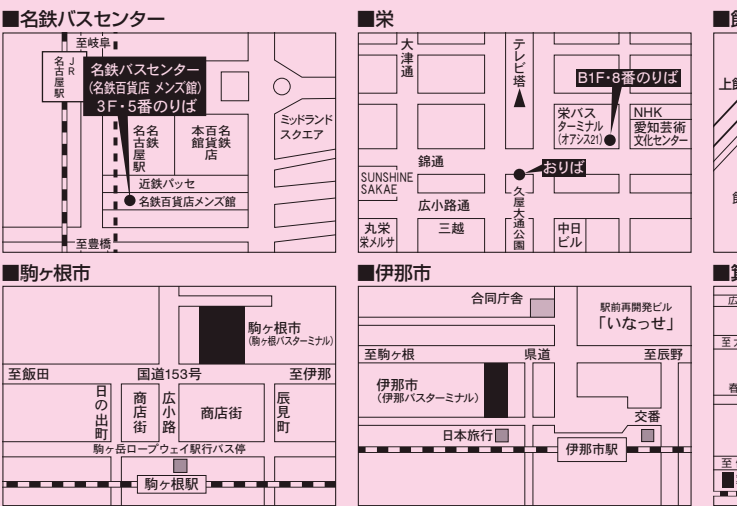 ■名鉄バスセンター
至岐阜
JR
名古屋駅
名鉄バスセンター
(名鉄百貨店 メンズ館)
3F・5番のりば
名鉄
名古屋駅
名鉄
百貨店
本館
ミッドランド
スクエア
近鉄パッセ
名鉄百貨店メンズ館
至豊橋
■栄
大津通
テレビ塔
B1F・8番のりば
栄バス
ターミナル
(オアシス21)
NHK
愛知芸術
文化センター
錦通
おりば
SUNSHINE
SAKAE
広小路通
久屋大通公園
丸栄
栄メルサ
三越
中日
ビル
■駒ヶ根市
駒ヶ根市
(駒ヶ根バスターミナル)
至飯田
国道153号
至伊那
日の出町
商店街
広小路
商店街
辰見町
駒ヶ岳ロープウェイ駅行バス停
駒ヶ根駅
■伊那市
合同庁舎
駅前再開発ビル
「いなっせ」
至駒ヶ根
県道
至辰野
伊那市
(伊那バスターミナル)
交番
日本旅行
伊那市駅
上飯